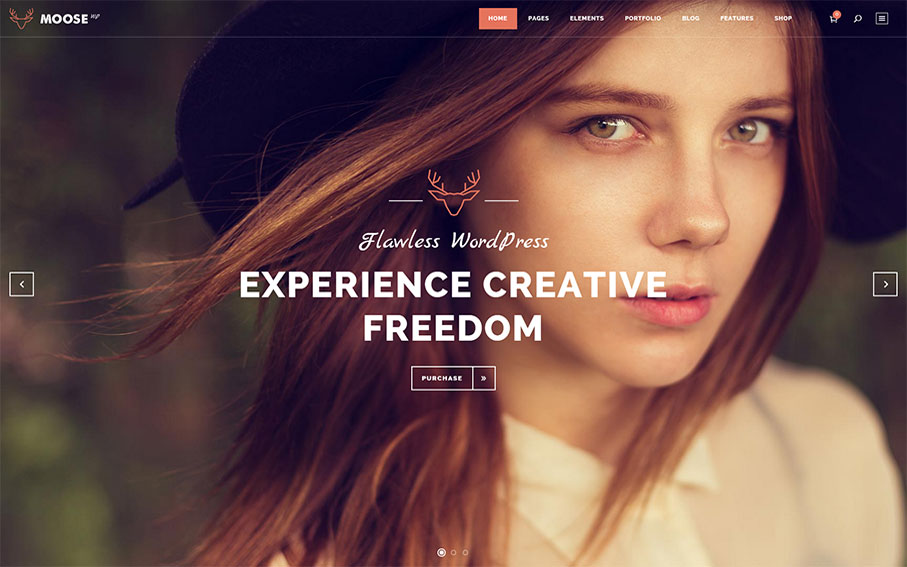 MOOSE WP
HOME PAGES ELEMENTS PORTFOLIO BLOG FEATURES SHOP 0
Flawless WordPress
EXPERIENCE CREATIVE
FREEDOM
PURCHASE »